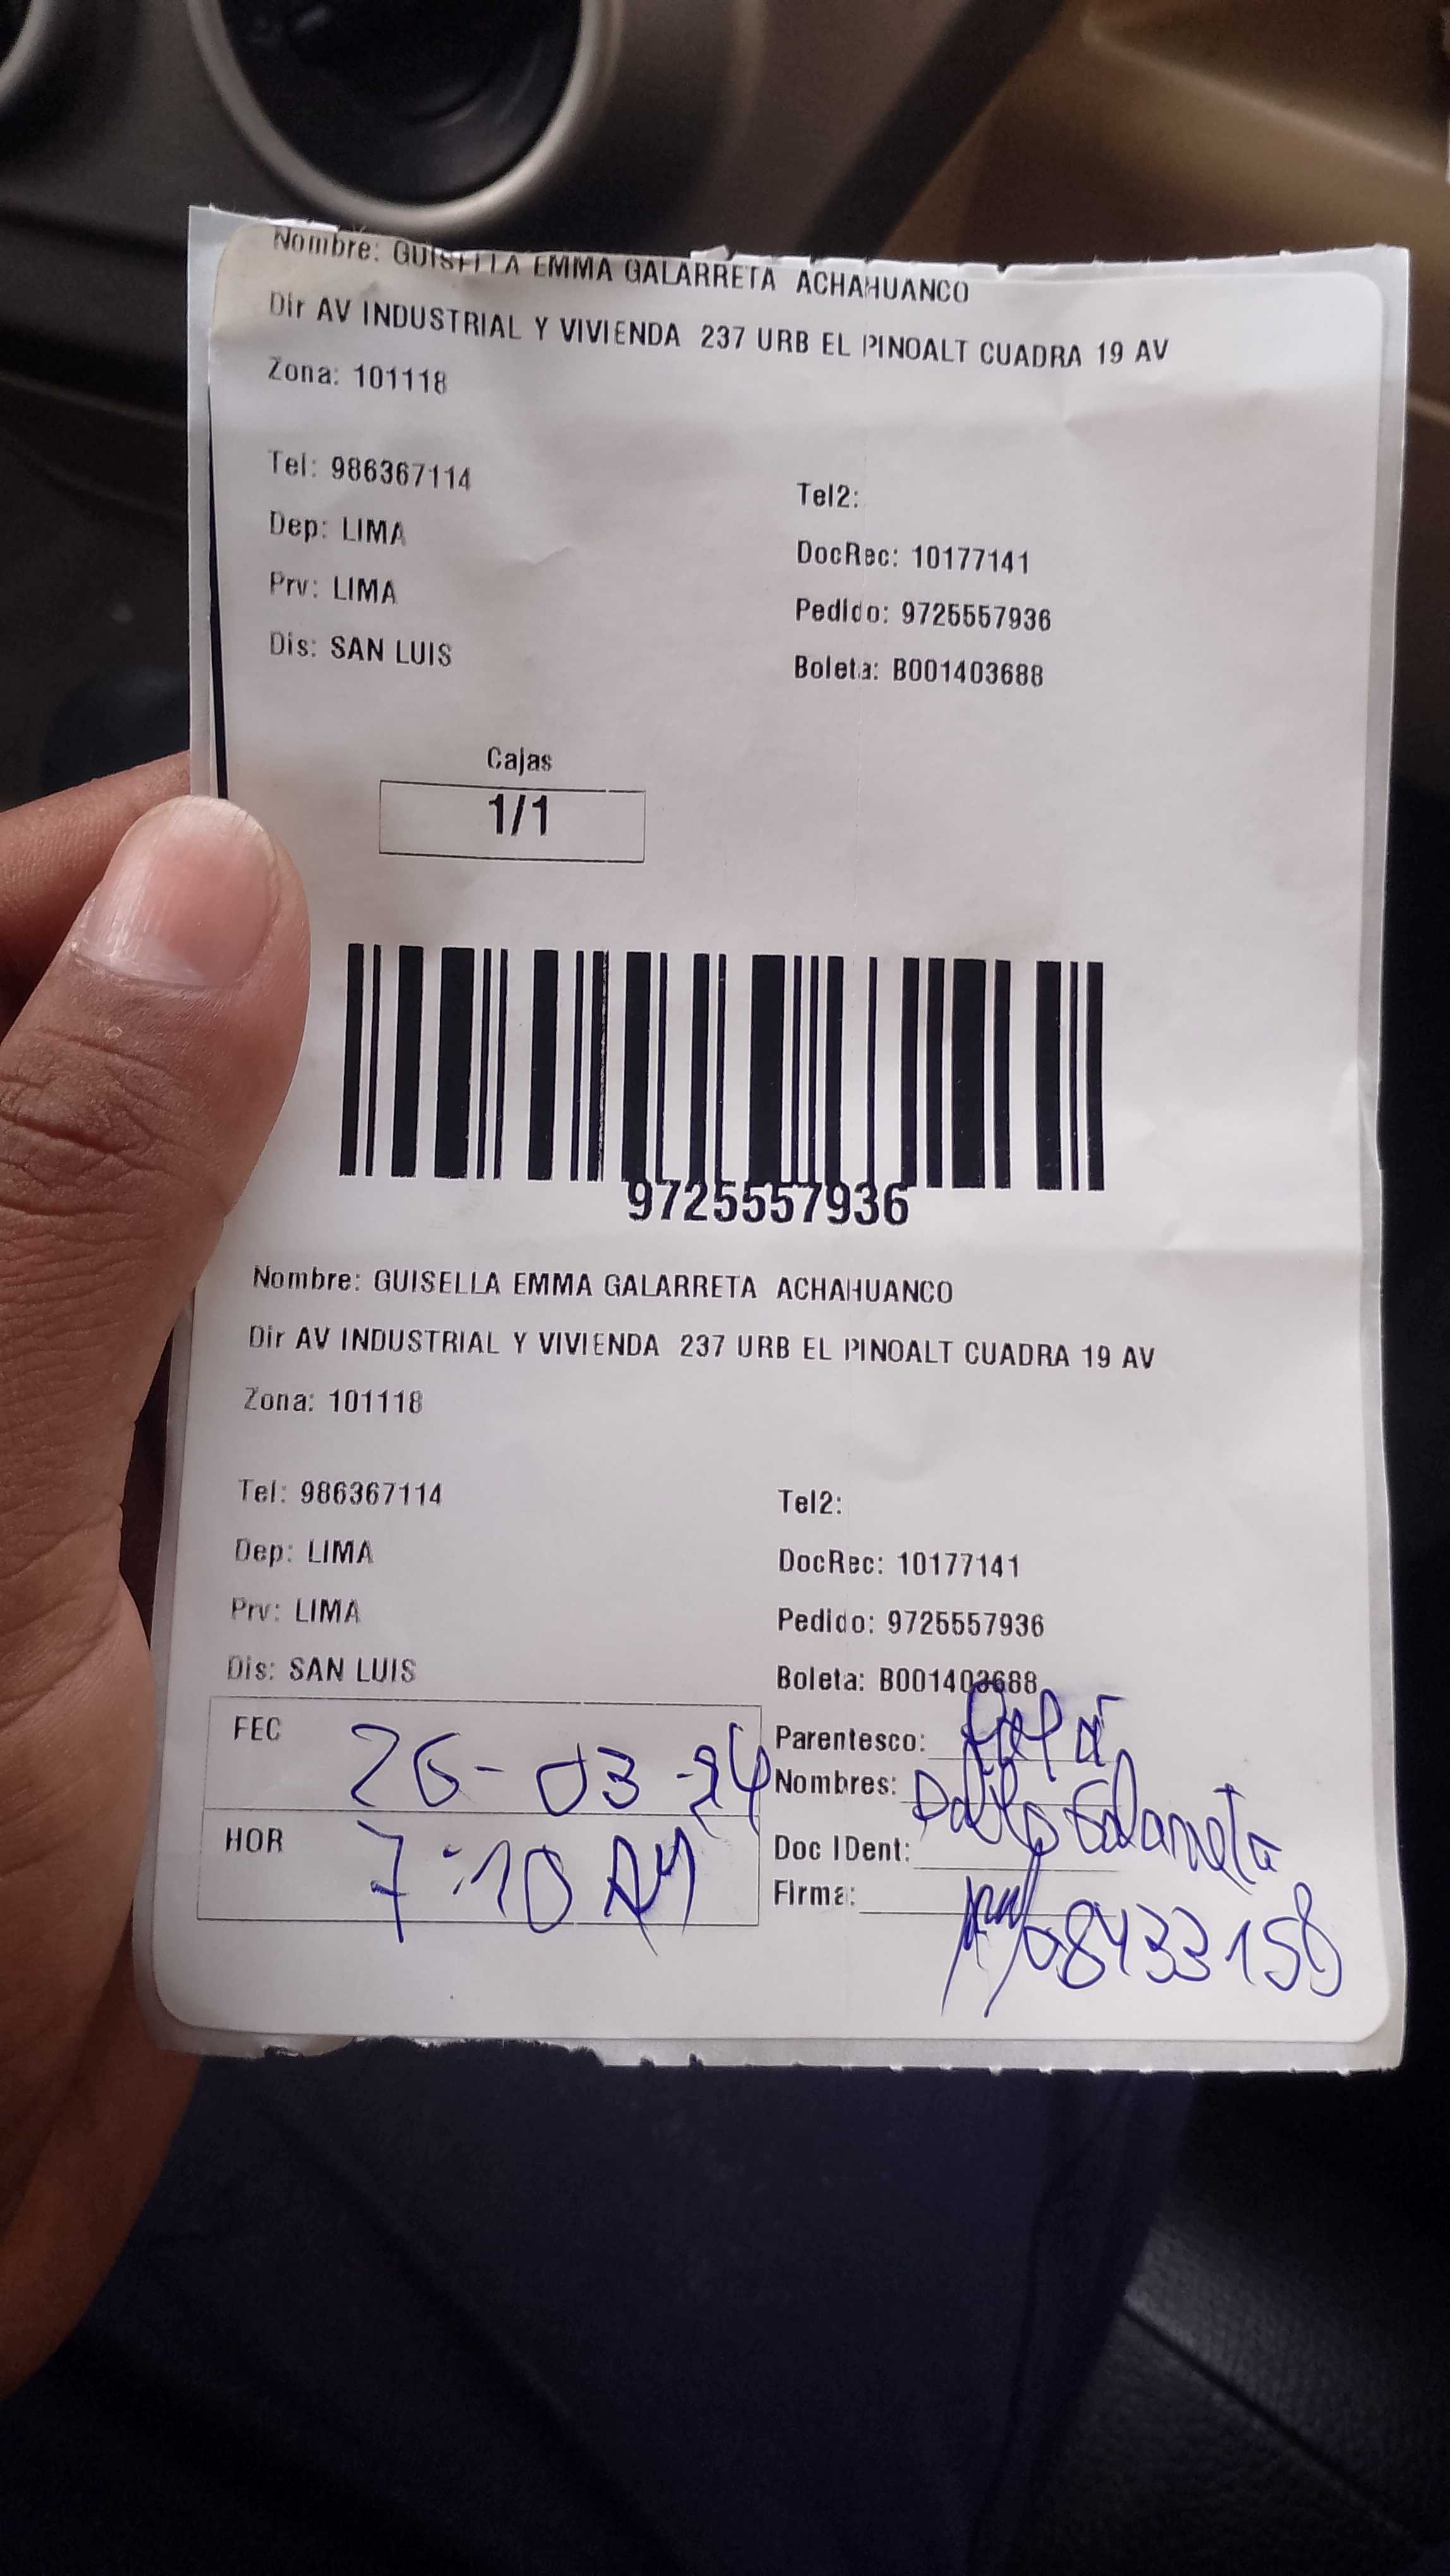 Nombre: GUISELLA EMMA GALARRETA ACHAHUANCO
Dir AV INDUSTRIAL Y VIVIENDA 237 URB EL PINOALT CUADRA 19 AV
Zona: 101118
Tel: 986367114
Tel2:
Dep: LIMA
DocRec: 10177141
Prv: LIMA
Pedido: 9725557936
Dis: SAN LUIS
Boleta: B001403688
Cajas
1/1
9725557936
Nombre: GUISELLA EMMA GALARRETA ACHAHUANCO
Dir AV INDUSTRIAL Y VIVIENDA 237 URB EL PINOALT CUADRA 19 AV
Zona: 101118
Tel: 986367114
Tel2:
Dep: LIMA
DocRec: 10177141
Prv: LIMA
Pedido: 9725557936
Dis: SAN LUIS
Boleta: B001403688
FEC 26-03-24
Parentesco: Papá
Nombres: Galarreta
HOR 7:10 AM
Doc IDent:
Firma:
08433158